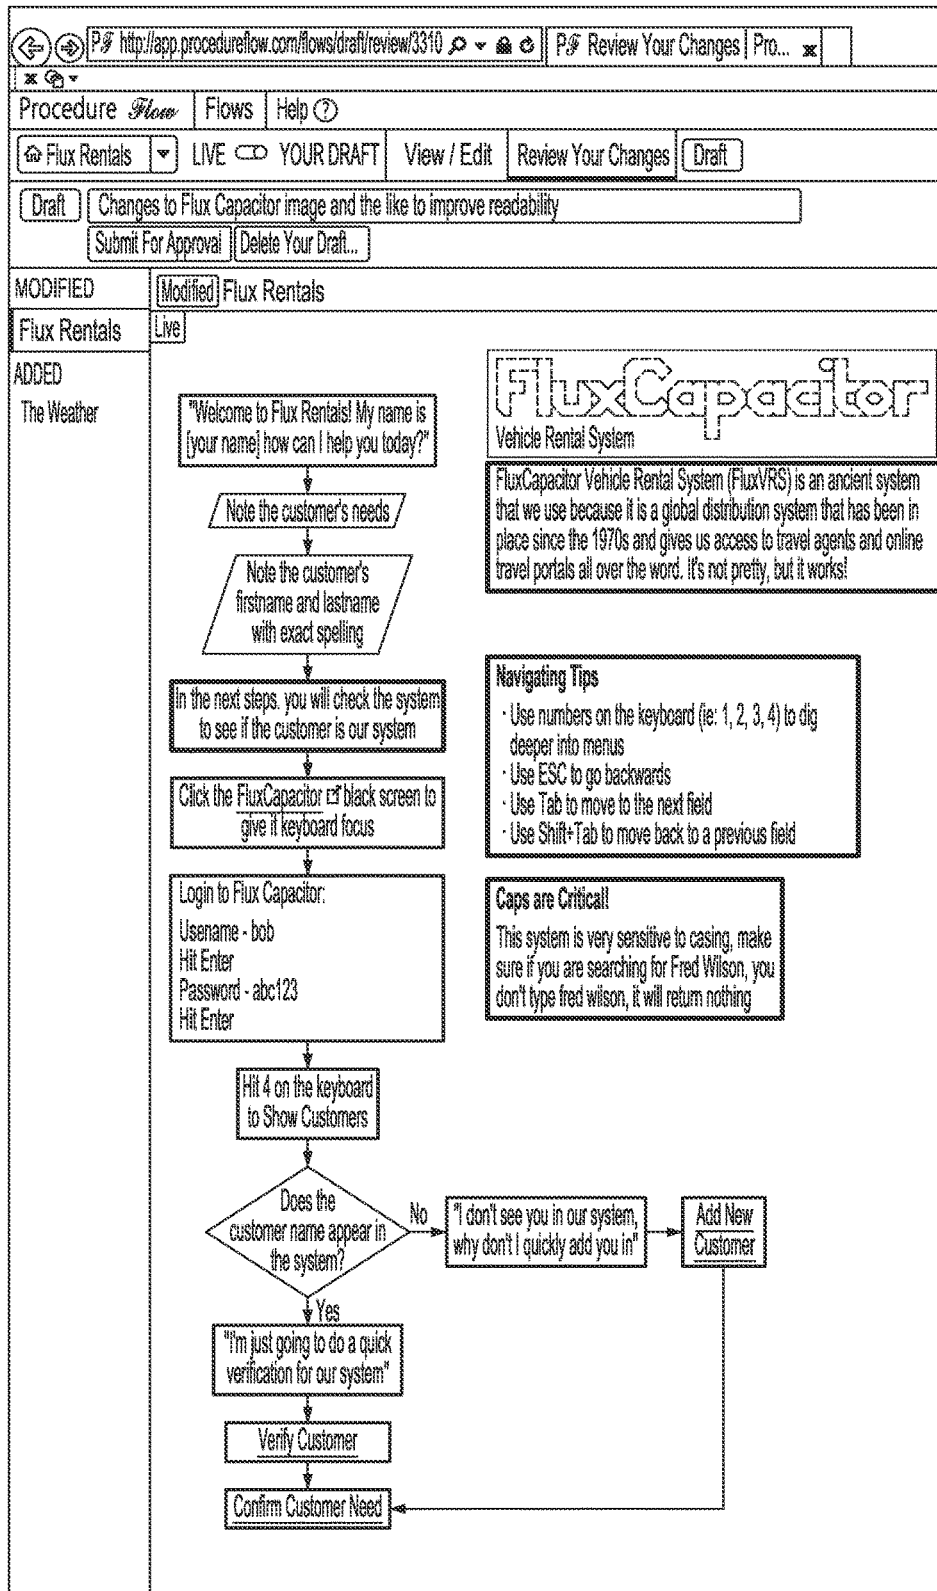 PF http://app.procedureflow.com/flows/draft/review/3310
PF Review Your Changes
Pro...
Procedure Flow
Flows
Help ?
Flux Rentals
LIVE
YOUR DRAFT
View / Edit
Review Your Changes
Draft
Draft
Changes to Flux Capacitor image and the like to improve readability
Submit For Approval
Delete Your Draft...
MODIFIED
Flux Rentals
ADDED
The Weather
Modified
Flux Rentals
Live
"Welcome to Flux Rentals! My name is
[your name] how can I help you today?"
Note the customer's needs
Note the customer's
firstname and lastname
with exact spelling
In the next steps. you will check the system
to see if the customer is our system
Click the FluxCapacitor black screen to
give it keyboard focus
Login to Flux Capacitor:
Usename - bob
Hit Enter
Password - abc123
Hit Enter
Hit 4 on the keyboard
to Show Customers
Does the
customer name appear in
the system?
No
"I don't see you in our system,
why don't I quickly add you in"
Add New
Customer
Yes
"I'm just going to do a quick
verification for our system"
Verify Customer
Confirm Customer Need
FluxCapacitor
Vehicle Rental System
FluxCapacitor Vehicle Rental System (FluxVRS) is an ancient system
that we use because it is a global distribution system that has been in
place since the 1970s and gives us access to travel agents and online
travel portals all over the word. it's not pretty, but it works!
Navigating Tips
· Use numbers on the keyboard (ie: 1, 2, 3, 4) to dig
deeper into menus
· Use ESC to go backwards
· Use Tab to move to the next field
· Use Shift+Tab to move back to a previous field
Caps are Critical!
This system is very sensitive to casing, make
sure if you are searching for Fred Wilson, you
don't type fred wilson, it will return nothing